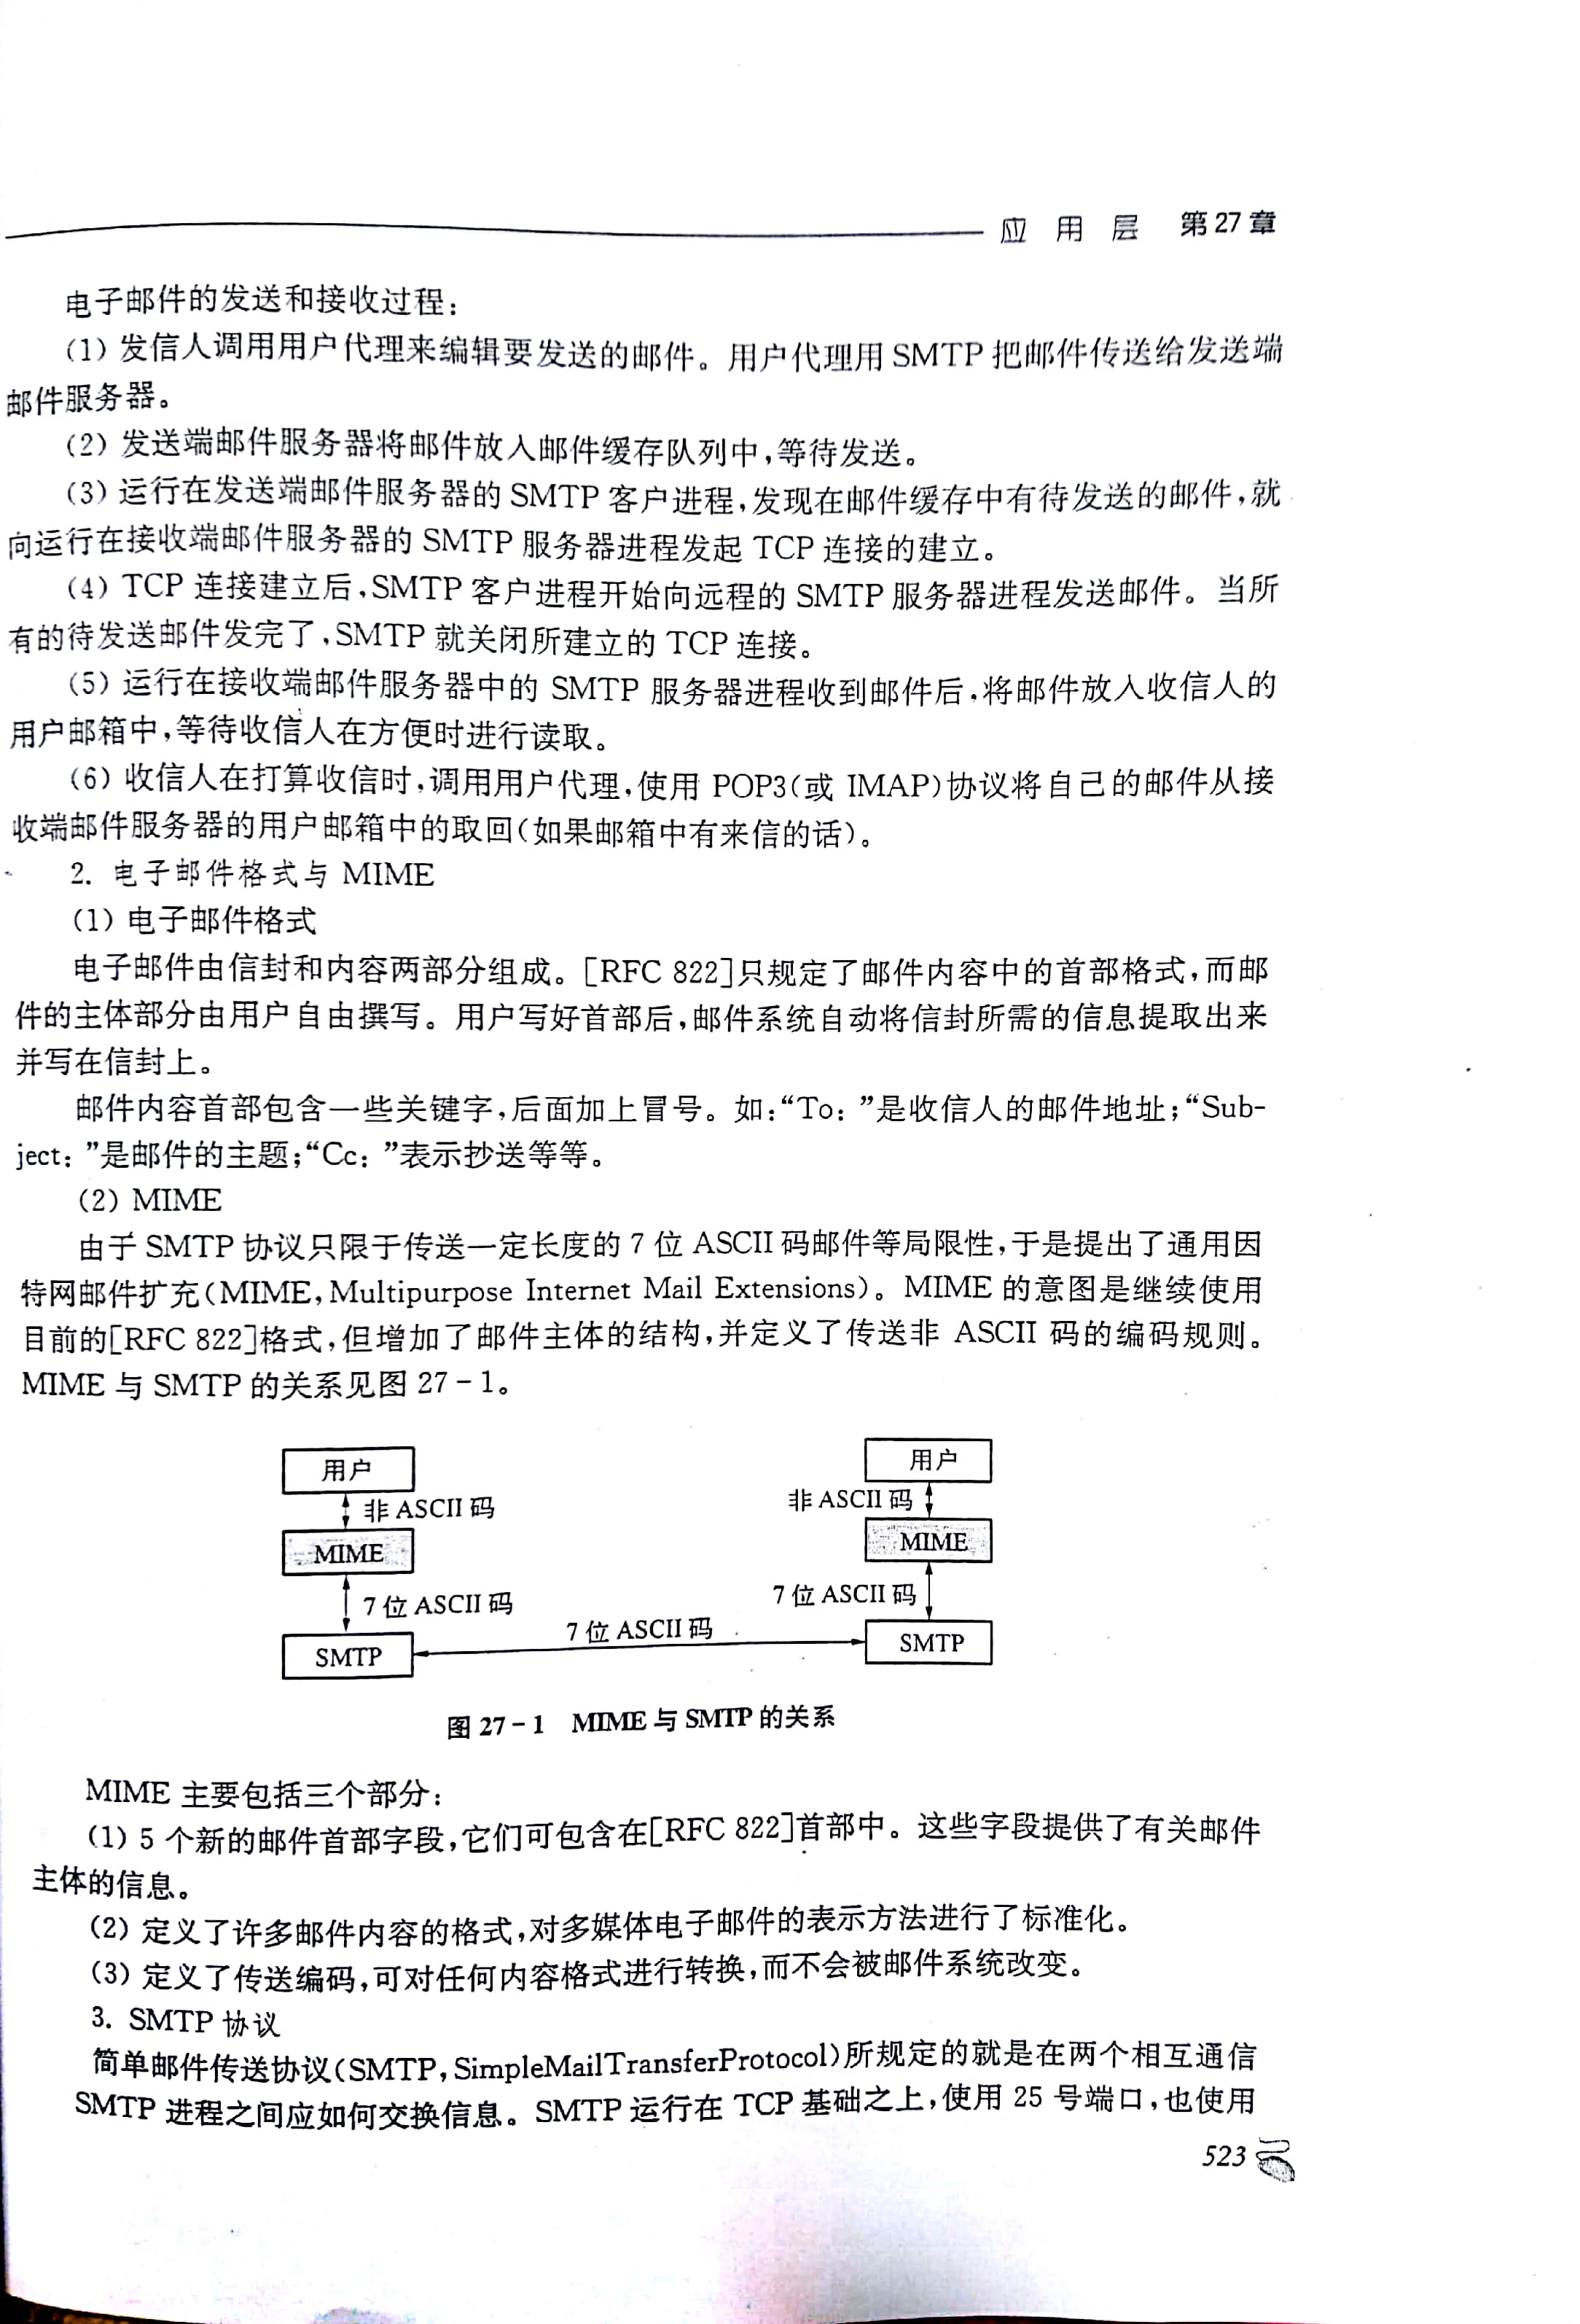 应 用 层 第27章
电子邮件的发送和接收过程：
(1) 发信人调用用户代理来编辑要发送的邮件。用户代理用 SMTP 把邮件传送给发送端
邮件服务器。
(2) 发送端邮件服务器将邮件放入邮件缓存队列中，等待发送。
(3) 运行在发送端邮件服务器的 SMTP 客户进程，发现在邮件缓存中有待发送的邮件，就
向运行在接收端邮件服务器的 SMTP 服务器进程发起 TCP 连接的建立。
(4) TCP 连接建立后，SMTP 客户进程开始向远程的 SMTP 服务器进程发送邮件。当所
有的待发送邮件发完了，SMTP 就关闭所建立的 TCP 连接。
(5) 运行在接收端邮件服务器中的 SMTP 服务器进程收到邮件后，将邮件放入收信人的
用户邮箱中，等待收信人在方便时进行读取。
(6) 收信人在打算收信时，调用用户代理，使用 POP3(或 IMAP)协议将自己的邮件从接
收端邮件服务器的用户邮箱中的取回(如果邮箱中有来信的话)。
2. 电子邮件格式与 MIME
(1) 电子邮件格式
电子邮件由信封和内容两部分组成。[RFC 822]只规定了邮件内容中的首部格式，而邮
件的主体部分由用户自由撰写。用户写好首部后，邮件系统自动将信封所需的信息提取出来
并写在信封上。
邮件内容首部包含一些关键字，后面加上冒号。如：“To：”是收信人的邮件地址；“Sub-
ject：”是邮件的主题；“Cc：”表示抄送等等。
(2) MIME
由于 SMTP 协议只限于传送一定长度的 7 位 ASCII 码邮件等局限性，于是提出了通用因
特网邮件扩充(MIME，Multipurpose Internet Mail Extensions)。MIME 的意图是继续使用
目前的[RFC 822]格式，但增加了邮件主体的结构，并定义了传送非 ASCII 码的编码规则。
MIME 与 SMTP 的关系见图 27-1。
用户 用户
非 ASCII 码 非 ASCII 码
MIME MIME
7 位 ASCII 码 7 位 ASCII 码
7 位 ASCII 码
SMTP SMTP
图 27-1 MIME 与 SMTP 的关系
MIME 主要包括三个部分：
(1) 5 个新的邮件首部字段，它们可包含在[RFC 822]首部中。这些字段提供了有关邮件
主体的信息。
(2) 定义了许多邮件内容的格式，对多媒体电子邮件的表示方法进行了标准化。
(3) 定义了传送编码，可对任何内容格式进行转换，而不会被邮件系统改变。
3. SMTP 协议
简单邮件传送协议(SMTP，SimpleMailTransferProtocol)所规定的就是在两个相互通信
SMTP 进程之间应如何交换信息。SMTP 运行在 TCP 基础之上，使用 25 号端口，也使用
523